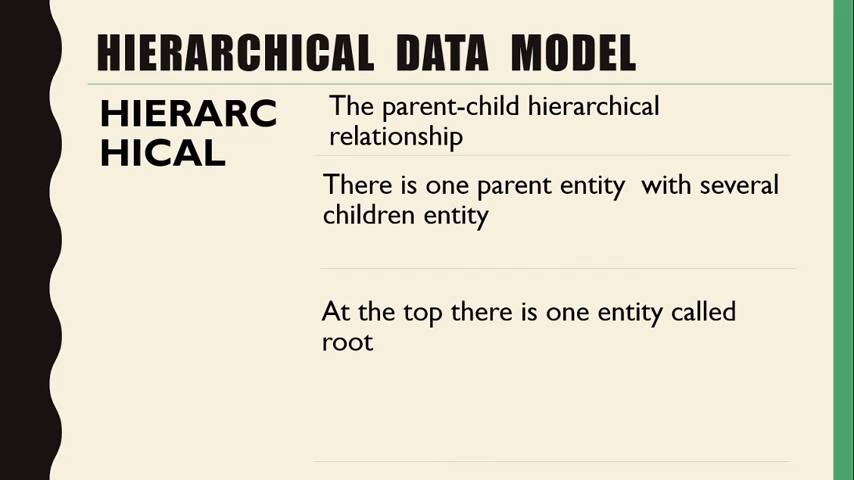 HIERARCHICAL DATA MODEL
HIERARC
HICAL
The parent-child hierarchical
relationship
There is one parent entity  with several
children entity
At the top there is one entity called
root